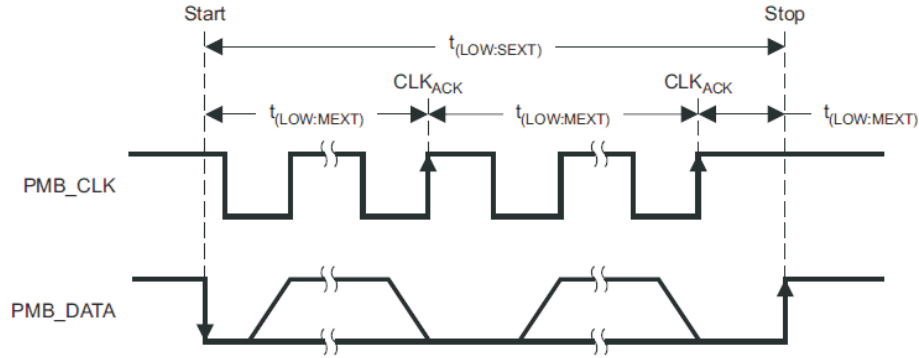 Start Stop
t(LOW:SEXT)
CLKACK CLKACK
t(LOW:MEXT) t(LOW:MEXT) t(LOW:MEXT)
PMB_CLK
PMB_DATA